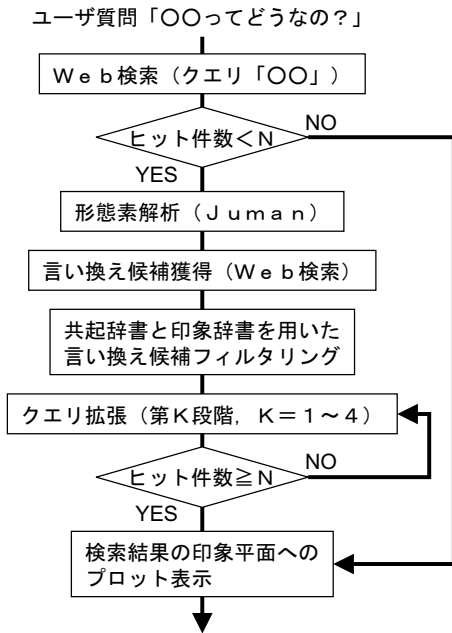 ユーザ質問「〇〇ってどうなの？」
Ｗｅｂ検索（クエリ「〇〇」）
ヒット件数＜N
NO
YES
形態素解析（Ｊｕｍａｎ）
言い換え候補獲得（Ｗｅｂ検索）
共起辞書と印象辞書を用いた
言い換え候補フィルタリング
クエリ拡張（第Ｋ段階，Ｋ＝１～４）
ヒット件数≧N
NO
YES
検索結果の印象平面への
プロット表示